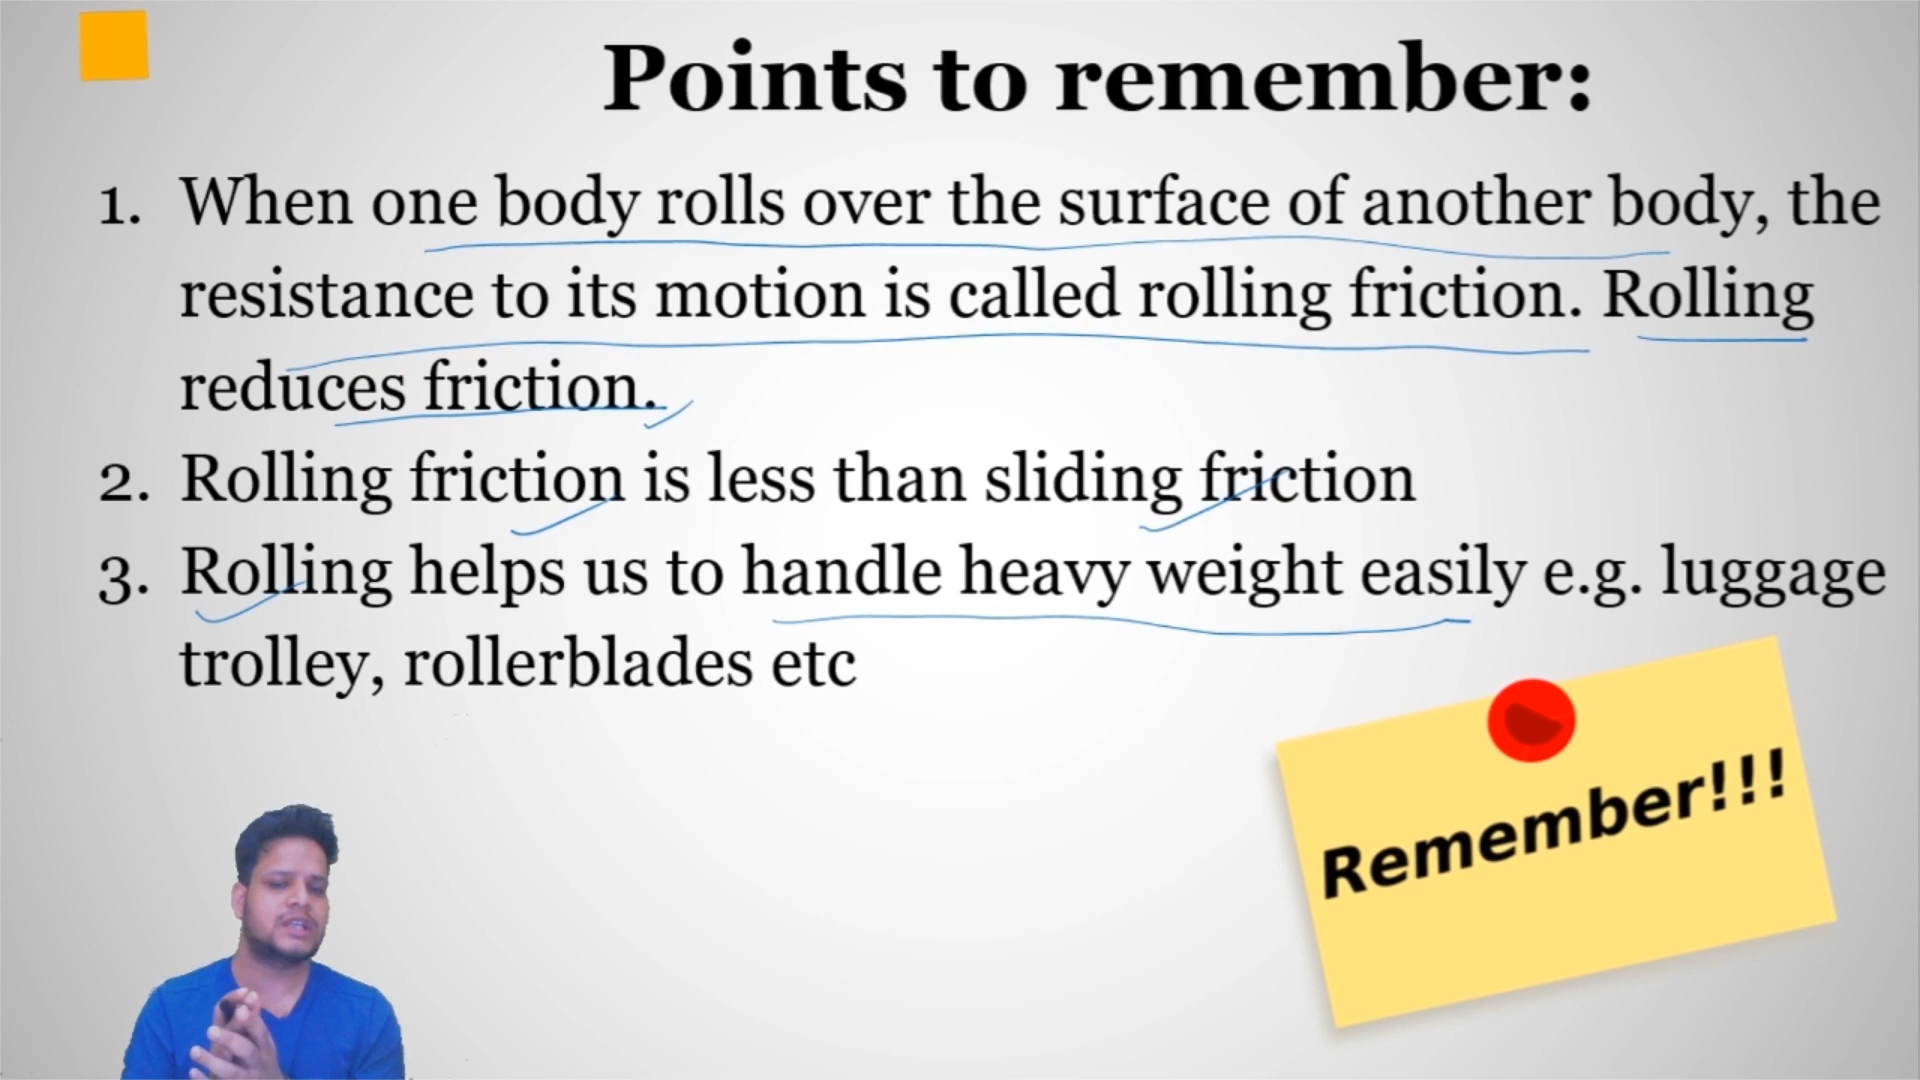 Points to remember:
1. When one body rolls over the surface of another body, the
resistance to its motion is called rolling friction. Rolling
reduces friction.
2. Rolling friction is less than sliding friction
3. Rolling helps us to handle heavy weight easily e.g. luggage
trolley, rollerblades etc
Remember!!!